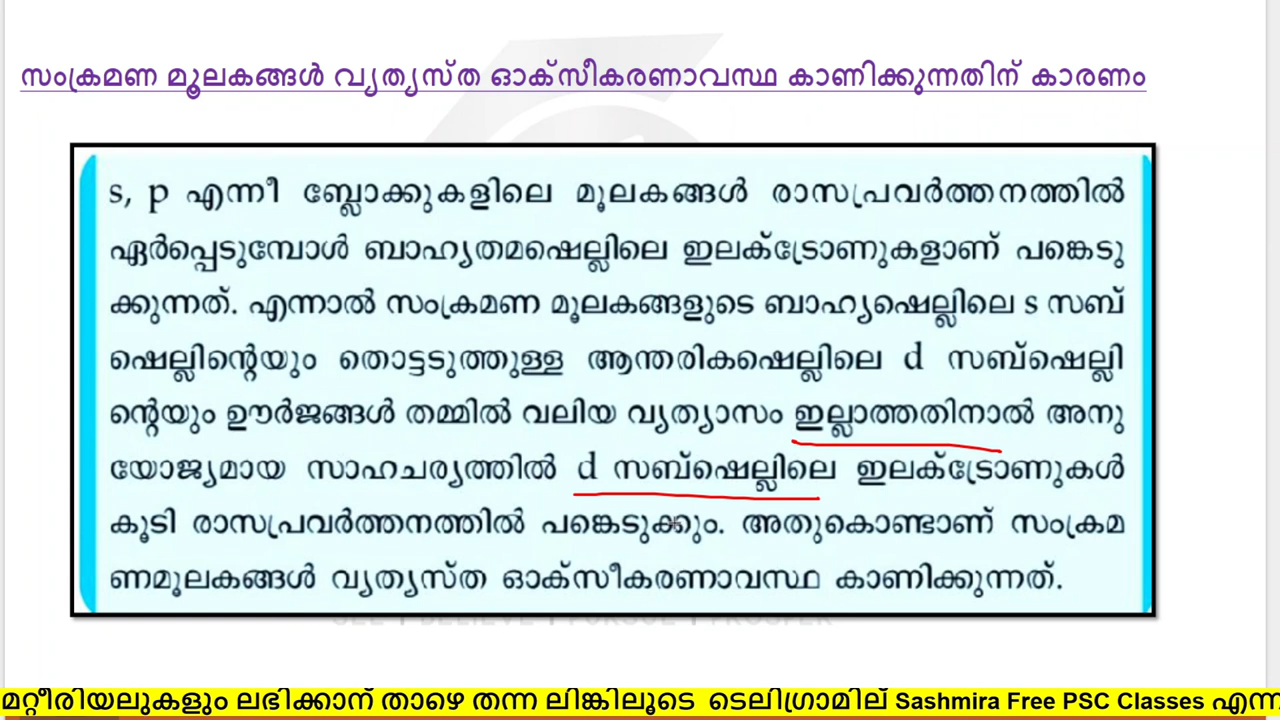 സംക്രമണ മൂലകങ്ങൾ വ്യത്യസ്ത ഓക്സീകരണാവസ്ഥ കാണിക്കുന്നതിന് കാരണം
s, p എന്നീ ബ്ലോക്കുകളിലെ മൂലകങ്ങൾ രാസപ്രവർത്തനത്തിൽ
ഏർപ്പെടുമ്പോൾ ബാഹ്യതമഷെല്ലിലെ ഇലക്ട്രോണുകളാണ് പങ്കെടു
ക്കുന്നത്. എന്നാൽ സംക്രമണ മൂലകങ്ങളുടെ ബാഹ്യഷെല്ലിലെ s സബ്
ഷെല്ലിന്റെയും തൊട്ടടുത്തുള്ള ആന്തരികഷെല്ലിലെ d സബ്ഷെല്ലി
ന്റെയും ഊർജങ്ങൾ തമ്മിൽ വലിയ വ്യത്യാസം ഇല്ലാത്തതിനാൽ അനു
യോജ്യമായ സാഹചര്യത്തിൽ d സബ്ഷെല്ലിലെ ഇലക്ട്രോണുകൾ
കൂടി രാസപ്രവർത്തനത്തിൽ പങ്കെടുക്കും. അതുകൊണ്ടാണ് സംക്രമ
ണമൂലകങ്ങൾ വ്യത്യസ്ത ഓക്സീകരണാവസ്ഥ കാണിക്കുന്നത്.
മറ്റീരിയലുകളും ലഭിക്കാന് താഴെ തന്ന ലിങ്കിലൂടെ ടെലിഗ്രാമില് Sashmira Free PSC Classes എന്ന